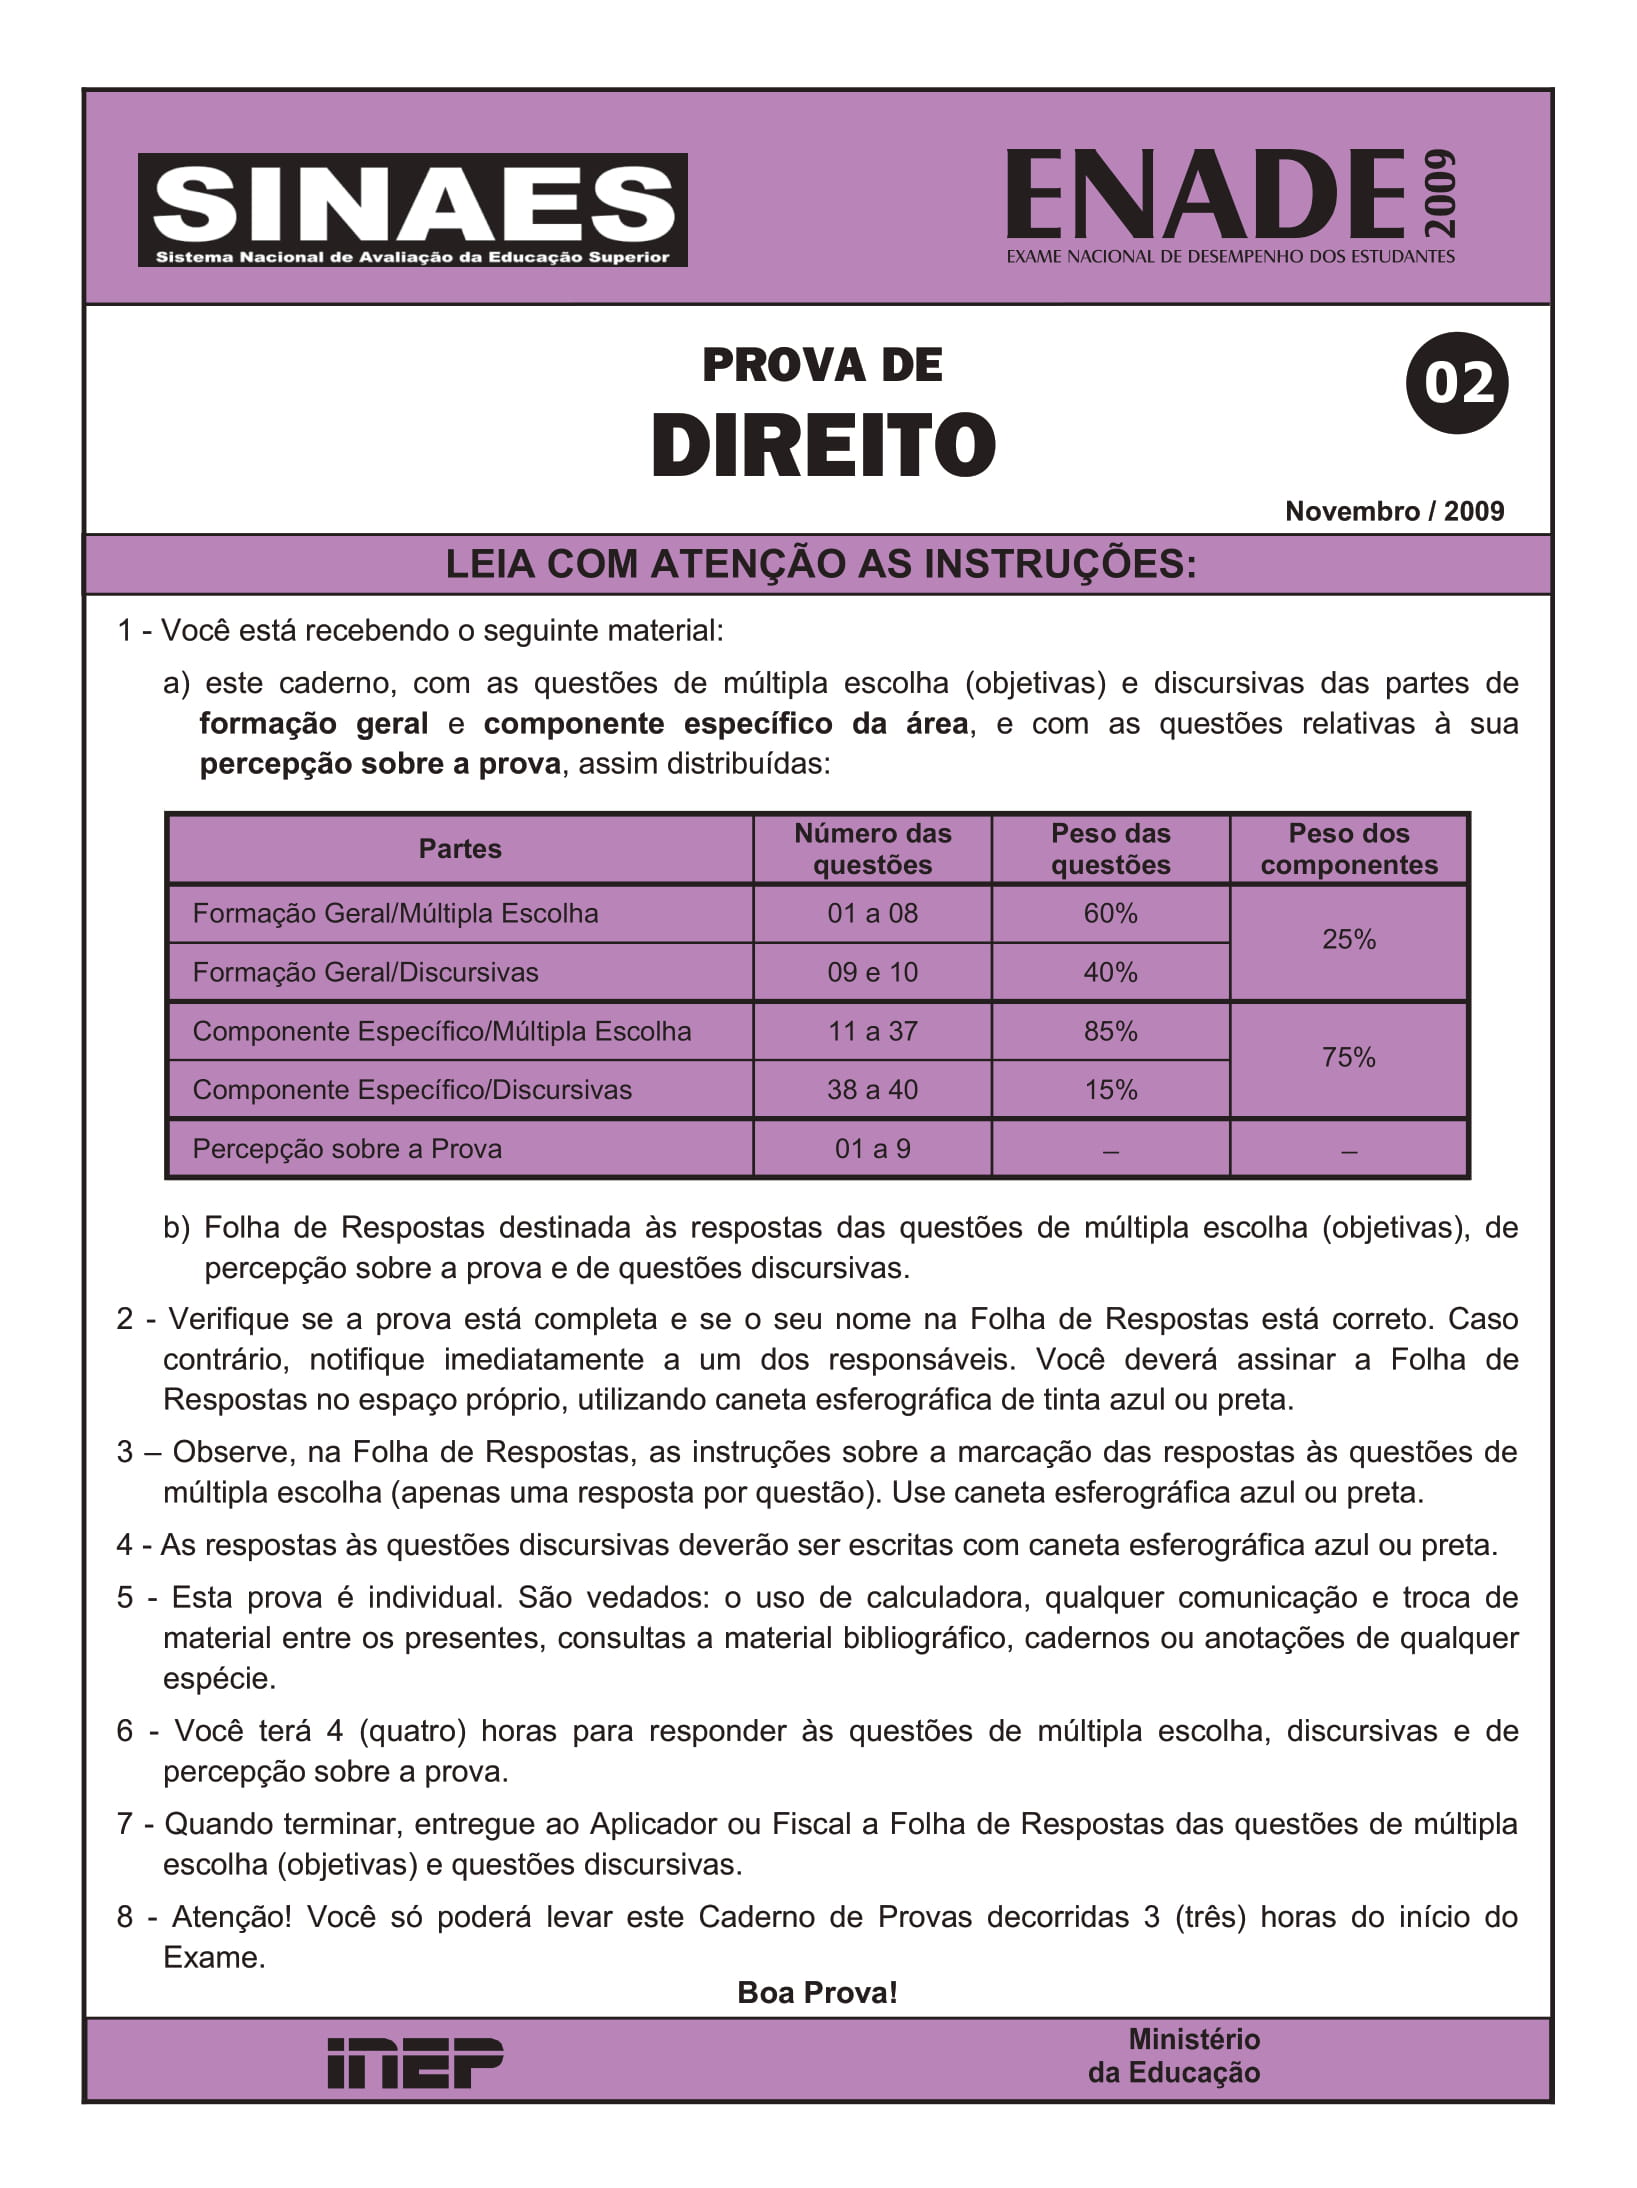 SINAES
Sistema Nacional de Avaliação da Educação Superior
ENADE 2009
EXAME NACIONAL DE DESEMPENHO DOS ESTUDANTES
PROVA DE
DIREITO
02
Novembro / 2009
LEIA COM ATENÇÃO AS INSTRUÇÕES:
1 - Você está recebendo o seguinte material:
a) este caderno, com as questões de múltipla escolha (objetivas) e discursivas das partes de
formação geral e componente específico da área, e com as questões relativas à sua
percepção sobre a prova, assim distribuídas:
Partes
Número das
questões
Peso das
questões
Peso dos
componentes
Formação Geral/Múltipla Escolha 01 a 08 60%
25%
Formação Geral/Discursivas 09 e 10 40%
Componente Específico/Múltipla Escolha 11 a 37 85%
75%
Componente Específico/Discursivas 38 a 40 15%
Percepção sobre a Prova 01 a 9 – –
b) Folha de Respostas destinada às respostas das questões de múltipla escolha (objetivas), de
percepção sobre a prova e de questões discursivas.
2 - Verifique se a prova está completa e se o seu nome na Folha de Respostas está correto. Caso
contrário, notifique imediatamente a um dos responsáveis. Você deverá assinar a Folha de
Respostas no espaço próprio, utilizando caneta esferográfica de tinta azul ou preta.
3 – Observe, na Folha de Respostas, as instruções sobre a marcação das respostas às questões de
múltipla escolha (apenas uma resposta por questão). Use caneta esferográfica azul ou preta.
4 - As respostas às questões discursivas deverão ser escritas com caneta esferográfica azul ou preta.
5 - Esta prova é individual. São vedados: o uso de calculadora, qualquer comunicação e troca de
material entre os presentes, consultas a material bibliográfico, cadernos ou anotações de qualquer
espécie.
6 - Você terá 4 (quatro) horas para responder às questões de múltipla escolha, discursivas e de
percepção sobre a prova.
7 - Quando terminar, entregue ao Aplicador ou Fiscal a Folha de Respostas das questões de múltipla
escolha (objetivas) e questões discursivas.
8 - Atenção! Você só poderá levar este Caderno de Provas decorridas 3 (três) horas do início do
Exame.
Boa Prova!
INEP
Ministério
da Educação